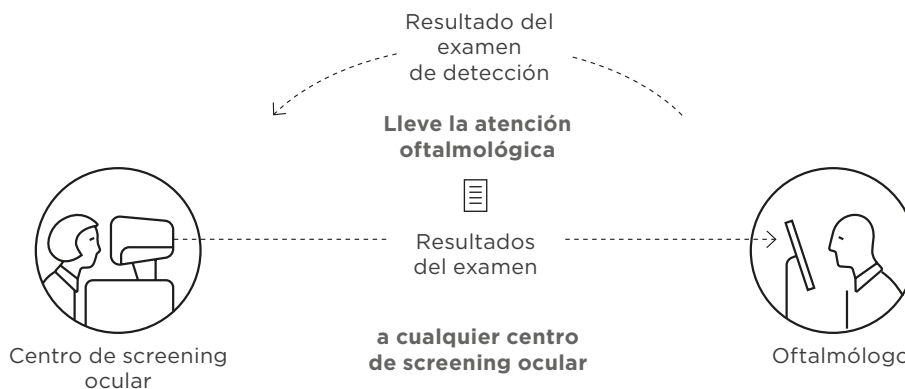 Resultado del
examen
de detección
Lleve la atención
oftalmológica
Resultados
del examen
a cualquier centro
de screening ocular
Centro de screening
ocular
Oftalmólogo